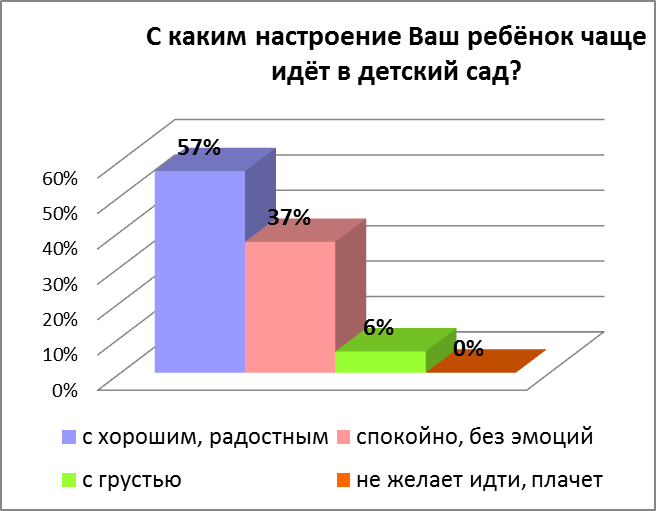 С каким настроение Ваш ребёнок чаще
идёт в детский сад?
57%
37%
6%
0%
60%
50%
40%
30%
20%
10%
0%
с хорошим, радостным
спокойно, без эмоций
с грустью
не желает идти, плачет